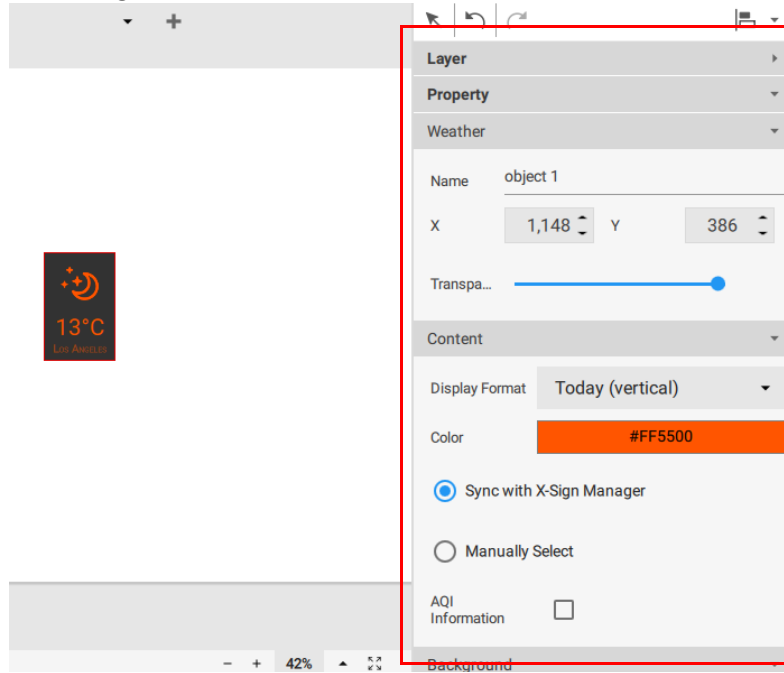 Layer
Property
Weather
Name object 1
X 1,148 Y 386
Transpa...
13°C
Los Angeles
Content
Display Format Today (vertical)
Color #FF5500
Sync with X-Sign Manager
Manually Select
AQI
Information
42%
Background